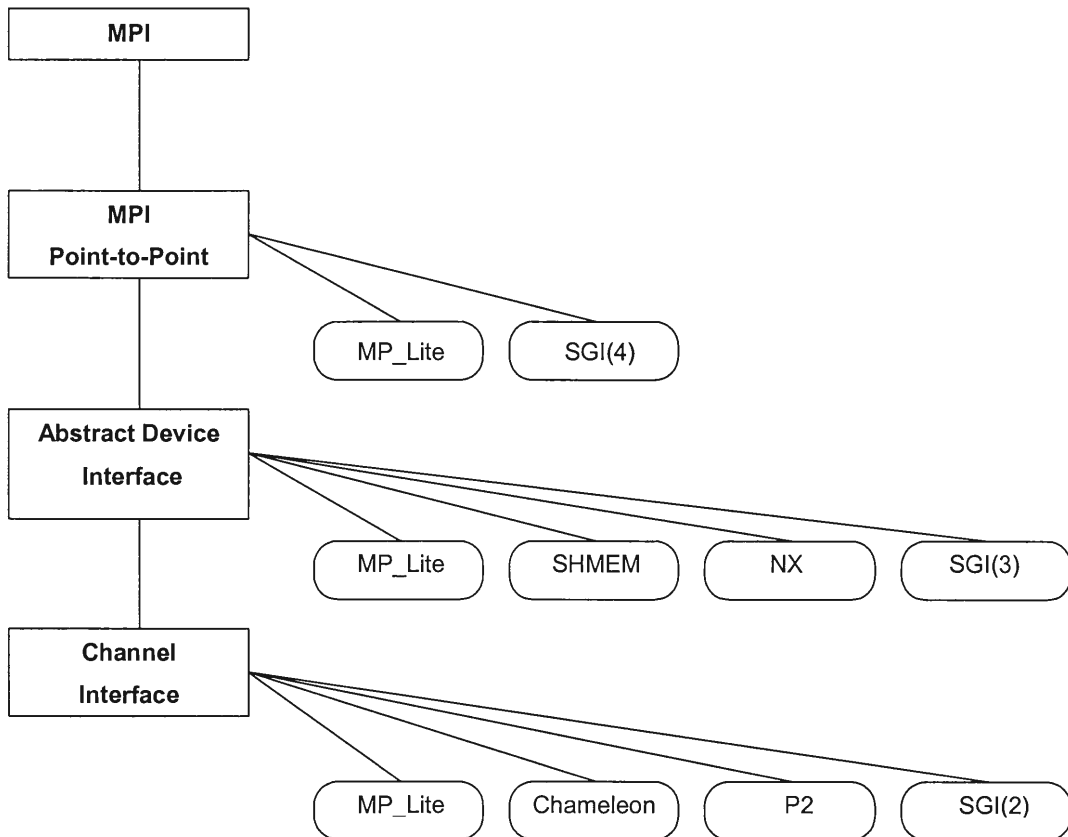 MPI
MPI
Point-to-Point
MP_Lite
SGI(4)
Abstract Device
Interface
MP_Lite
SHMEM
NX
SGI(3)
Channel
Interface
MP_Lite
Chameleon
P2
SGI(2)